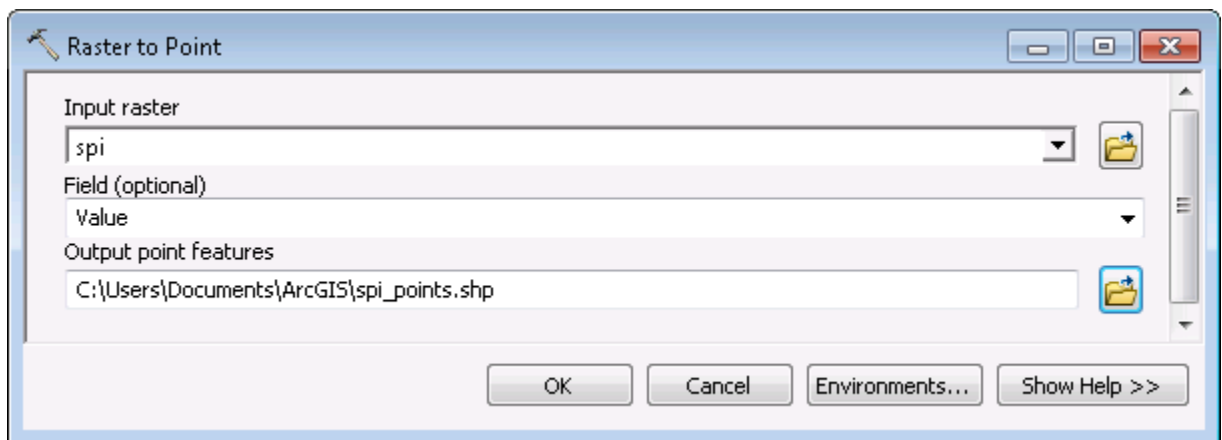 Raster to Point
Input raster
spi
Field (optional)
Value
Output point features
C:\Users\Documents\ArcGIS\spi_points.shp
OK Cancel Environments... Show Help >>